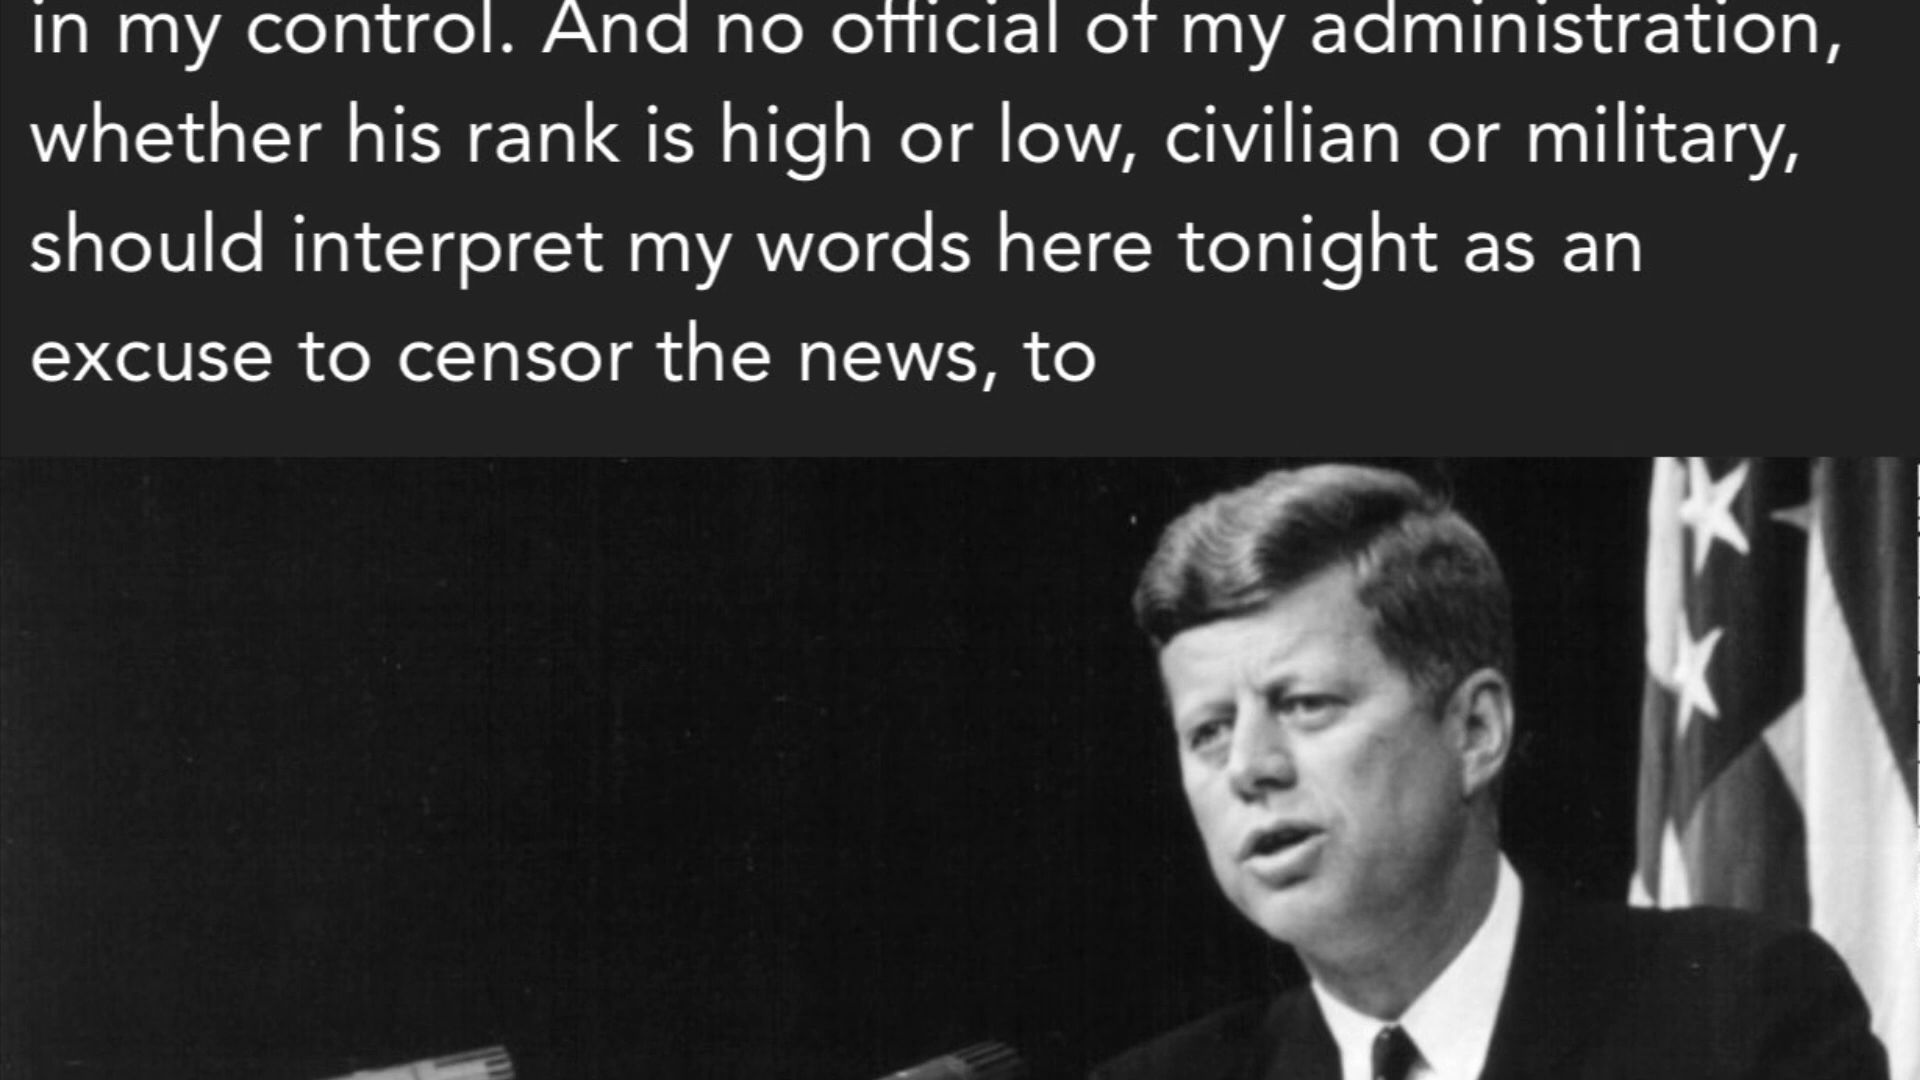 in my control. And no official of my administration,
whether his rank is high or low, civilian or military,
should interpret my words here tonight as an
excuse to censor the news, to